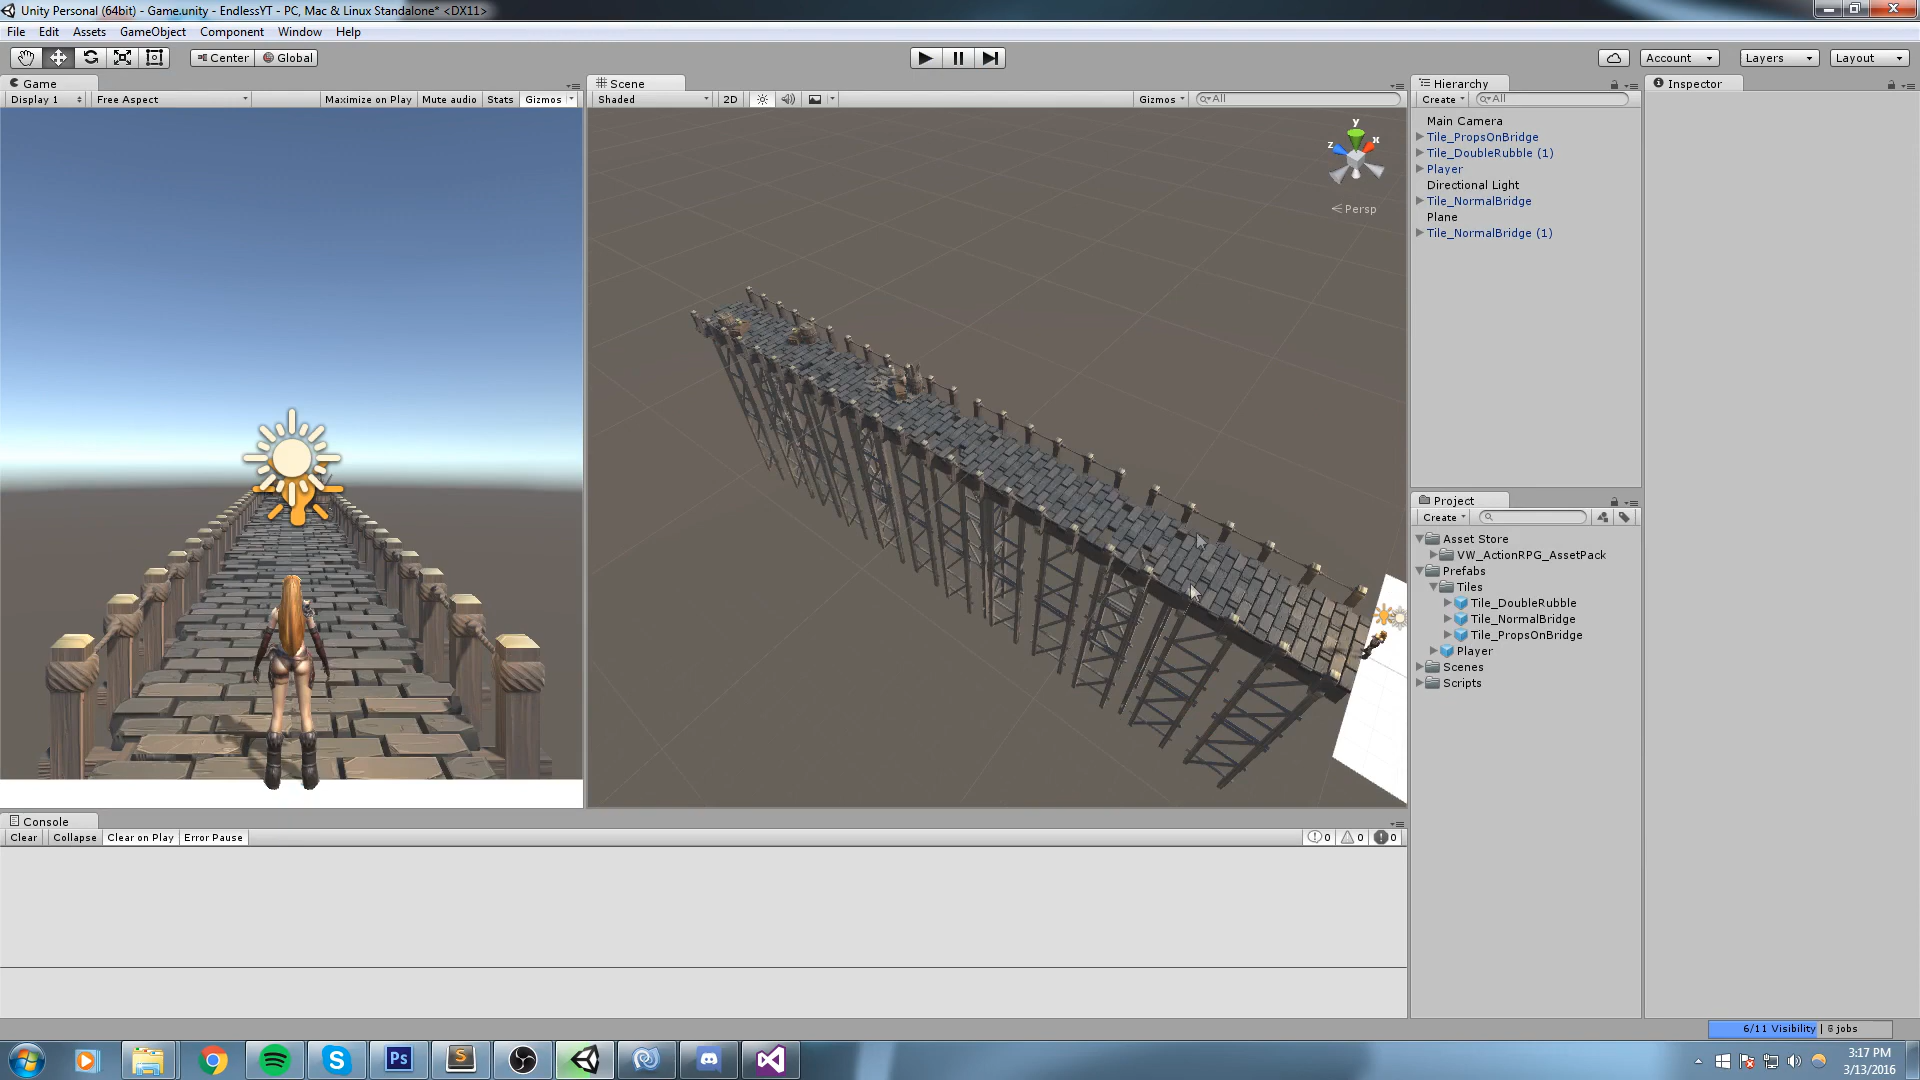 Unity Personal (64bit) - Game.unity - EndlessYT - PC, Mac & Linux Standalone* <DX11>
File Edit Assets GameObject Component Window Help
Center Global Account Layers Layout
Game
Display 1 Free Aspect Maximize on Play Mute audio Stats Gizmos
Scene
Shaded 2D Gizmos All
y
x
z
Persp
Hierarchy
Create All
Main Camera
Tile_PropsOnBridge
Tile_DoubleRubble (1)
Player
Directional Light
Tile_NormalBridge
Plane
Tile_NormalBridge (1)
Inspector
Project
Create
Asset Store
VW_ActionRPG_AssetPack
Prefabs
Tiles
Tile_DoubleRubble
Tile_NormalBridge
Tile_PropsOnBridge
Player
Scenes
Scripts
Console
Clear Collapse Clear on Play Error Pause 0 0 0
6/11 Visibility | 6 jobs
Ps
S
3:17 PM
3/13/2016